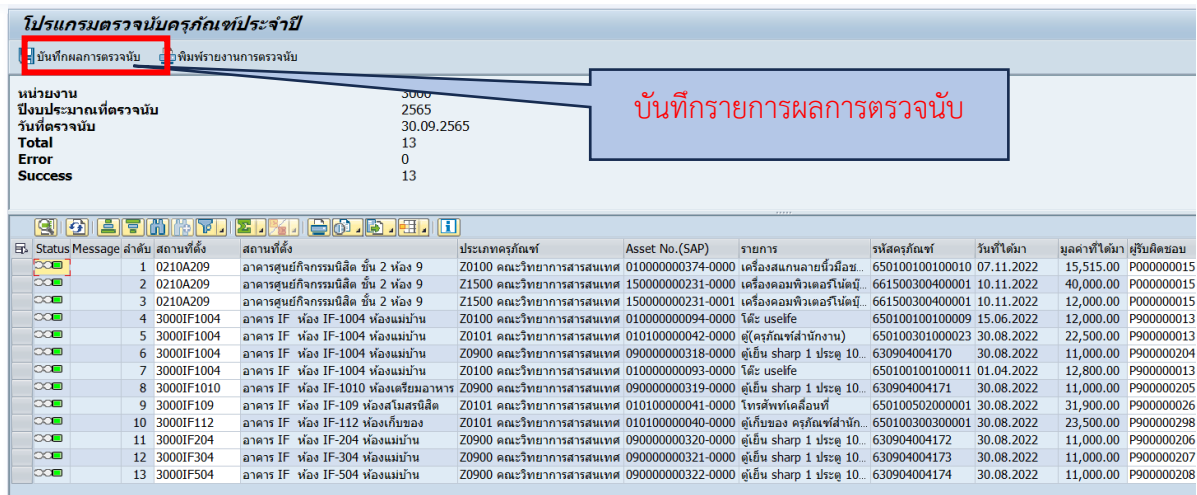 โปรแกรมตรวจนับครุภัณฑ์ประจำปี
บันทึกผลการตรวจนับ พิมพ์รายงานการตรวจนับ
บันทึกรายการผลการตรวจนับ
หน่วยงาน 3000
ปีงบประมาณที่ตรวจนับ 2565
วันที่ตรวจนับ 30.09.2565
Total 13
Error 0
Success 13
Status Message ลำดับ สถานที่ตั้ง สถานที่ตั้ง ประเภทครุภัณฑ์ Asset No.(SAP) รายการ รหัสครุภัณฑ์ วันที่ได้มา มูลค่าที่ได้มา ผู้รับผิดชอบ
1 0210A209 อาคารศูนย์กิจกรรมนิสิต ชั้น 2 ห้อง 9 Z0100 คณะวิทยาการสารสนเทศ 010000000374-0000 เครื่องสแกนลายนิ้วมือช... 650100100100010 07.11.2022 15,515.00 P000000015
2 0210A209 อาคารศูนย์กิจกรรมนิสิต ชั้น 2 ห้อง 9 Z1500 คณะวิทยาการสารสนเทศ 150000000231-0000 เครื่องคอมพิวเตอร์โน้ตบุ๊... 661500300400001 10.11.2022 40,000.00 P000000015
3 0210A209 อาคารศูนย์กิจกรรมนิสิต ชั้น 2 ห้อง 9 Z1500 คณะวิทยาการสารสนเทศ 150000000231-0001 เครื่องคอมพิวเตอร์โน้ตบุ๊... 661500300400001 10.11.2022 12,000.00 P000000015
4 3000IF1004 อาคาร IF ห้อง IF-1004 ห้องแม่บ้าน Z0100 คณะวิทยาการสารสนเทศ 010000000094-0000 โต๊ะ uselfe 650100100100009 15.06.2022 12,000.00 P900000013
5 3000IF1004 อาคาร IF ห้อง IF-1004 ห้องแม่บ้าน Z0101 คณะวิทยาการสารสนเทศ 010100000042-0000 ตู้(ครุภัณฑ์สำนักงาน) 650100301000023 30.08.2022 22,500.00 P900000013
6 3000IF1004 อาคาร IF ห้อง IF-1004 ห้องแม่บ้าน Z0900 คณะวิทยาการสารสนเทศ 090000000318-0000 ตู้เย็น sharp 1 ประตู 10... 630904004170 30.08.2022 11,000.00 P900000204
7 3000IF1004 อาคาร IF ห้อง IF-1004 ห้องแม่บ้าน Z0100 คณะวิทยาการสารสนเทศ 010000000093-0000 โต๊ะ uselfe 650100100100011 01.04.2022 12,800.00 P900000013
8 3000IF1010 อาคาร IF ห้อง IF-1010 ห้องเตรียมอาหาร Z0900 คณะวิทยาการสารสนเทศ 090000000319-0000 ตู้เย็น sharp 1 ประตู 10... 630904004171 30.08.2022 11,000.00 P900000205
9 3000IF109 อาคาร IF ห้อง IF-109 ห้องสโมสรนิสิต Z0101 คณะวิทยาการสารสนเทศ 010100000041-0000 โทรศัพท์เคลื่อนที่ 650100502000001 30.08.2022 31,900.00 P900000026
10 3000IF112 อาคาร IF ห้อง IF-112 ห้องเก็บของ Z0101 คณะวิทยาการสารสนเทศ 010100000040-0000 ตู้เก็บของ ครุภัณฑ์สำนัก... 650100300300001 30.08.2022 23,500.00 P900000298
11 3000IF204 อาคาร IF ห้อง IF-204 ห้องแม่บ้าน Z0900 คณะวิทยาการสารสนเทศ 090000000320-0000 ตู้เย็น sharp 1 ประตู 10... 630904004172 30.08.2022 11,000.00 P900000206
12 3000IF304 อาคาร IF ห้อง IF-304 ห้องแม่บ้าน Z0900 คณะวิทยาการสารสนเทศ 090000000321-0000 ตู้เย็น sharp 1 ประตู 10... 630904004173 30.08.2022 11,000.00 P900000207
13 3000IF504 อาคาร IF ห้อง IF-504 ห้องแม่บ้าน Z0900 คณะวิทยาการสารสนเทศ 090000000322-0000 ตู้เย็น sharp 1 ประตู 10... 630904004174 30.08.2022 11,000.00 P900000208